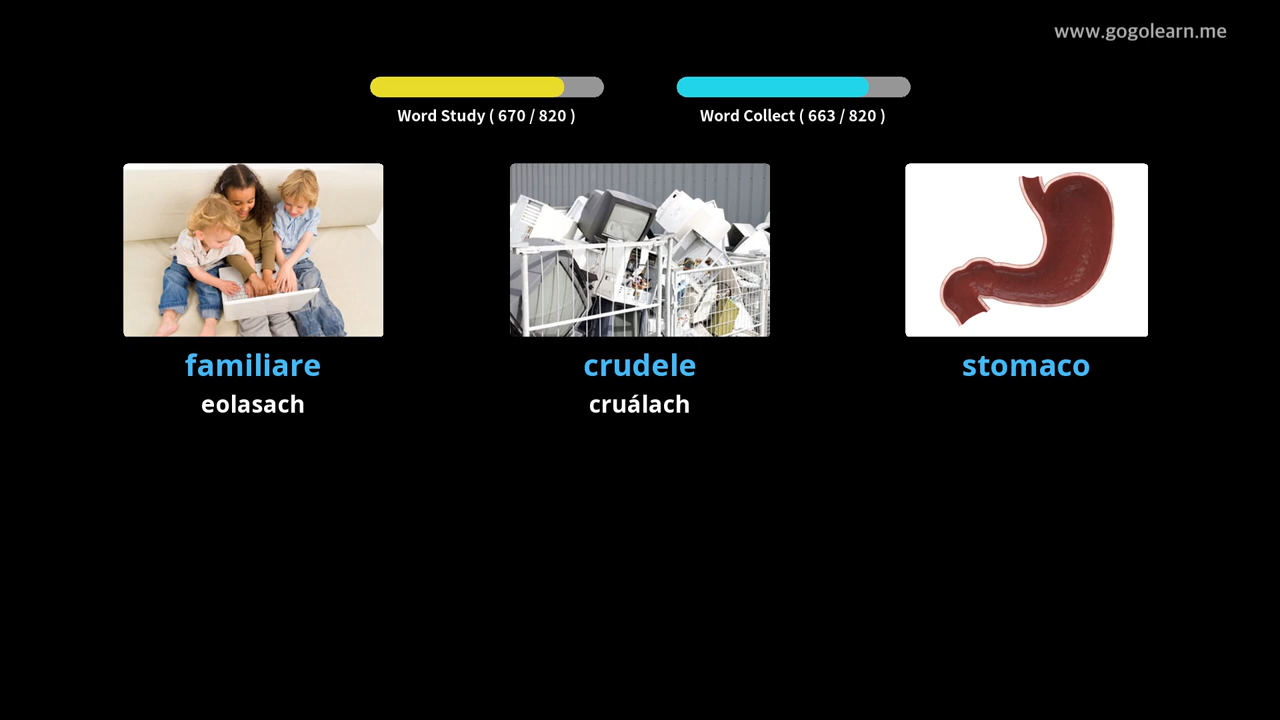 www.gogolearn.me
Word Study ( 670 / 820 )
Word Collect ( 663 / 820 )
familiare
crudele
stomaco
eolasach
cruálach